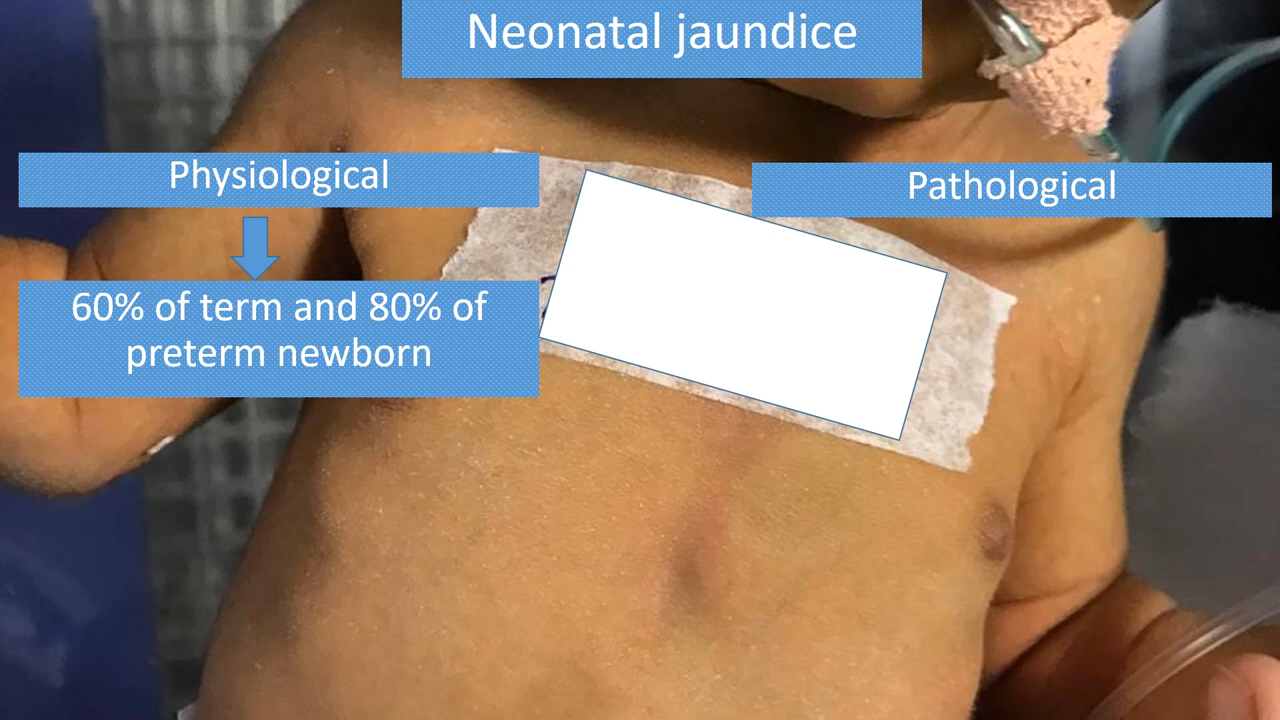 Neonatal jaundice
Physiological
Pathological
60% of term and 80% of
preterm newborn